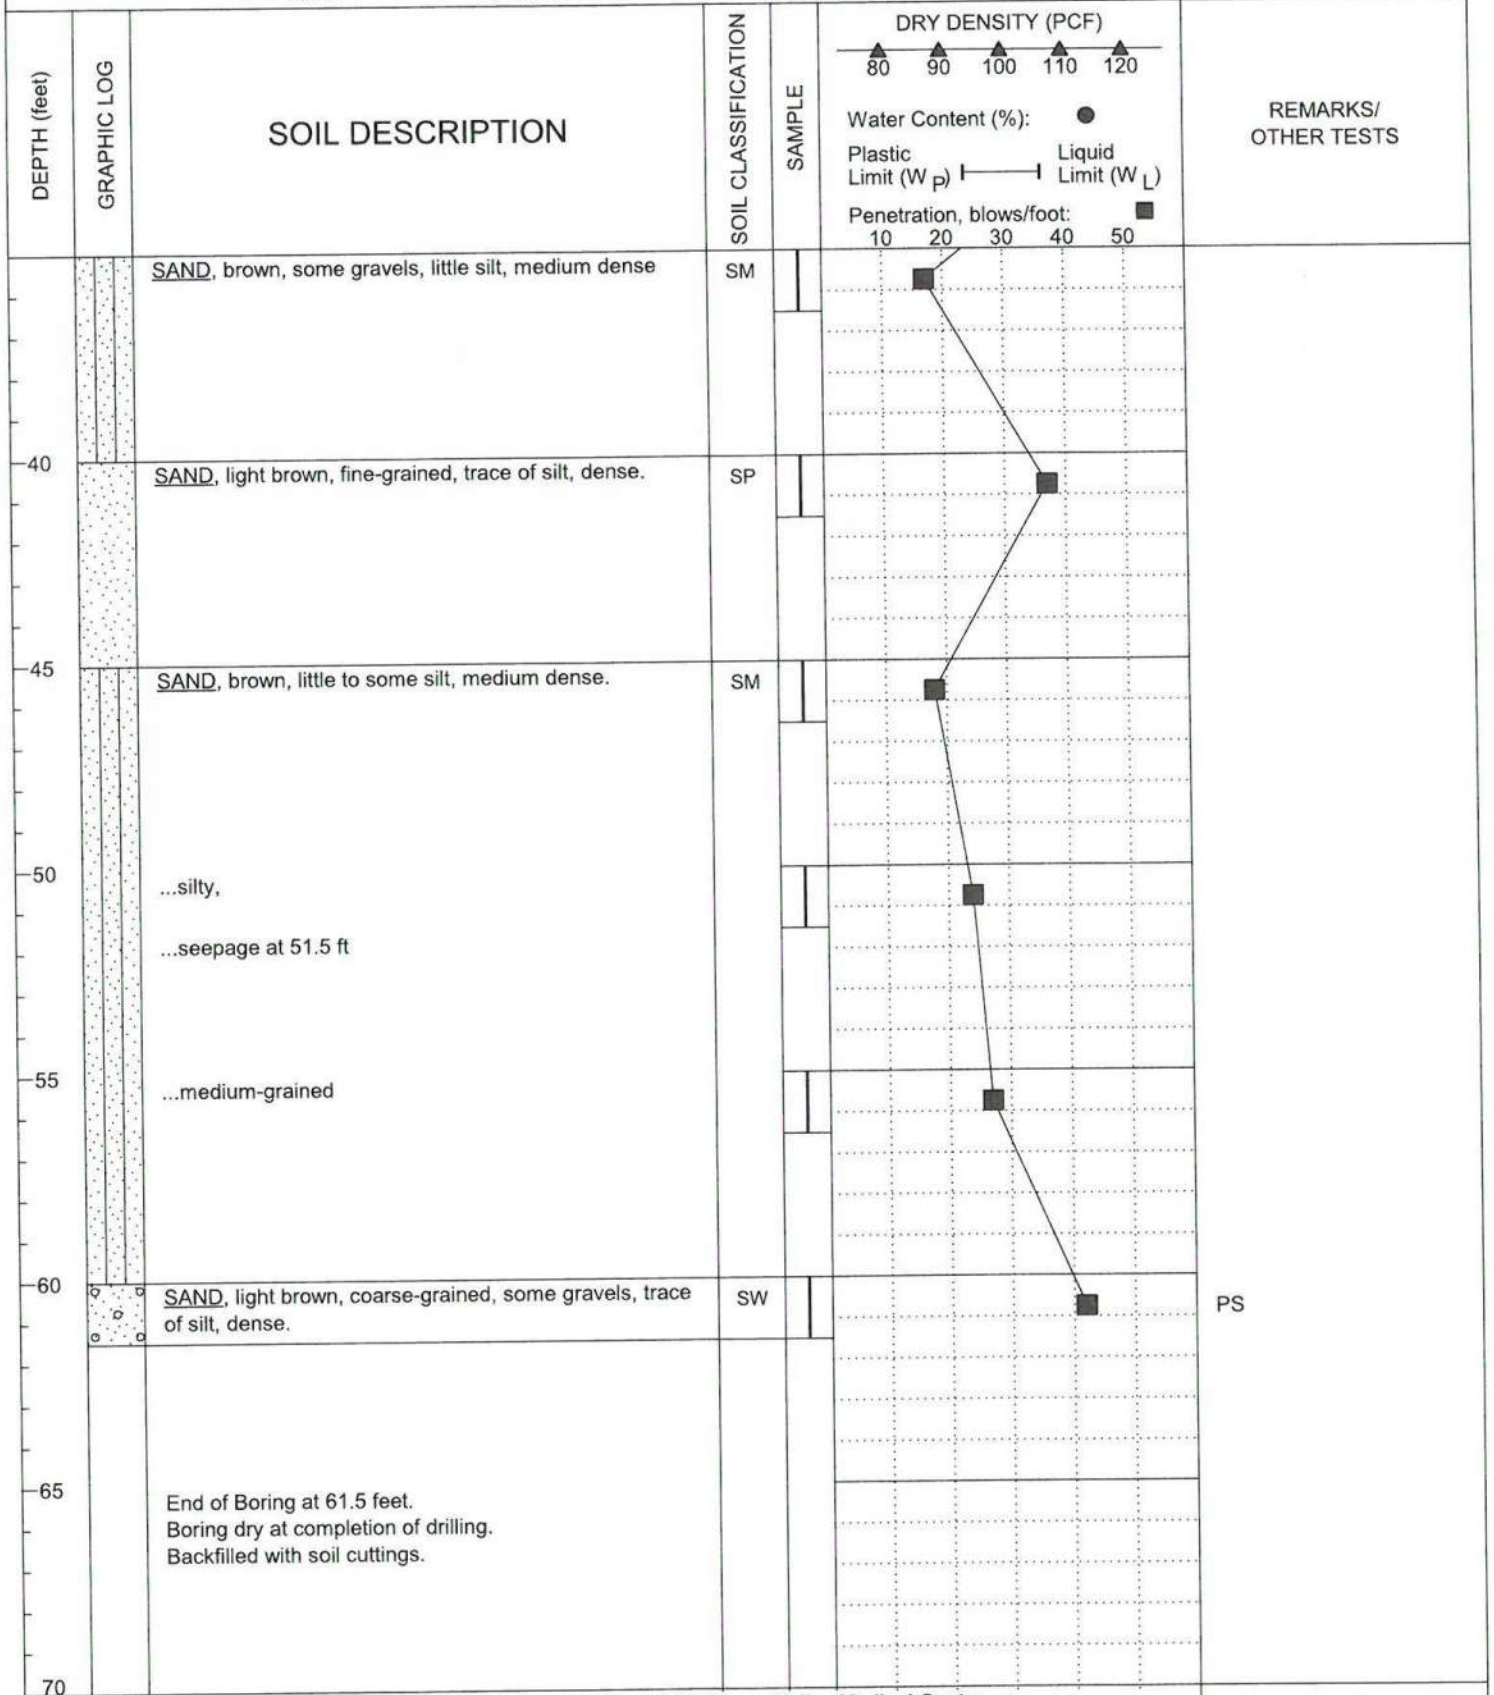 DEPTH (feet)
GRAPHIC LOG
SOIL DESCRIPTION
SOIL CLASSIFICATION
SAMPLE
DRY DENSITY (PCF)
80 90 100 110 120
Water Content (%):
Plastic Limit (W P)
Liquid Limit (W L)
Penetration, blows/foot:
10 20 30 40 50
REMARKS/
OTHER TESTS
SAND, brown, some gravels, little silt, medium dense SM
40
SAND, light brown, fine-grained, trace of silt, dense. SP
45
SAND, brown, little to some silt, medium dense. SM
50
...silty,
...seepage at 51.5 ft
55
...medium-grained
60
SAND, light brown, coarse-grained, some gravels, trace SW PS
of silt, dense.
65
End of Boring at 61.5 feet.
Boring dry at completion of drilling.
Backfilled with soil cuttings.
70